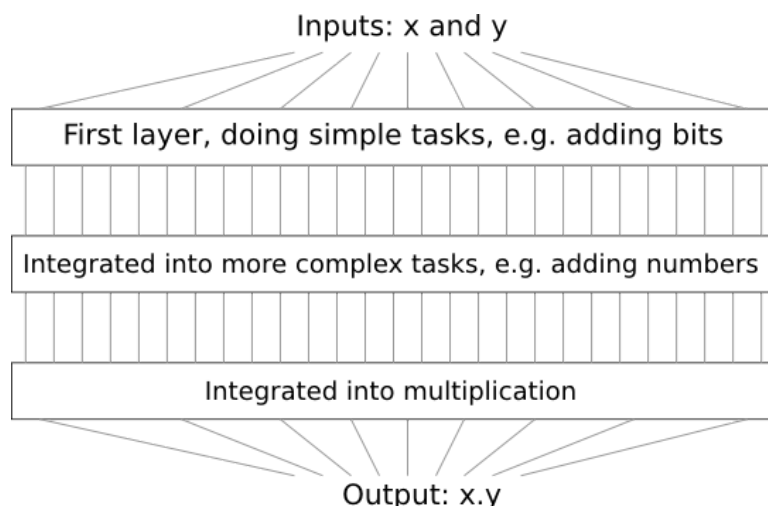 Inputs: x and y
First layer, doing simple tasks, e.g. adding bits
Integrated into more complex tasks, e.g. adding numbers
Integrated into multiplication
Output: x.y